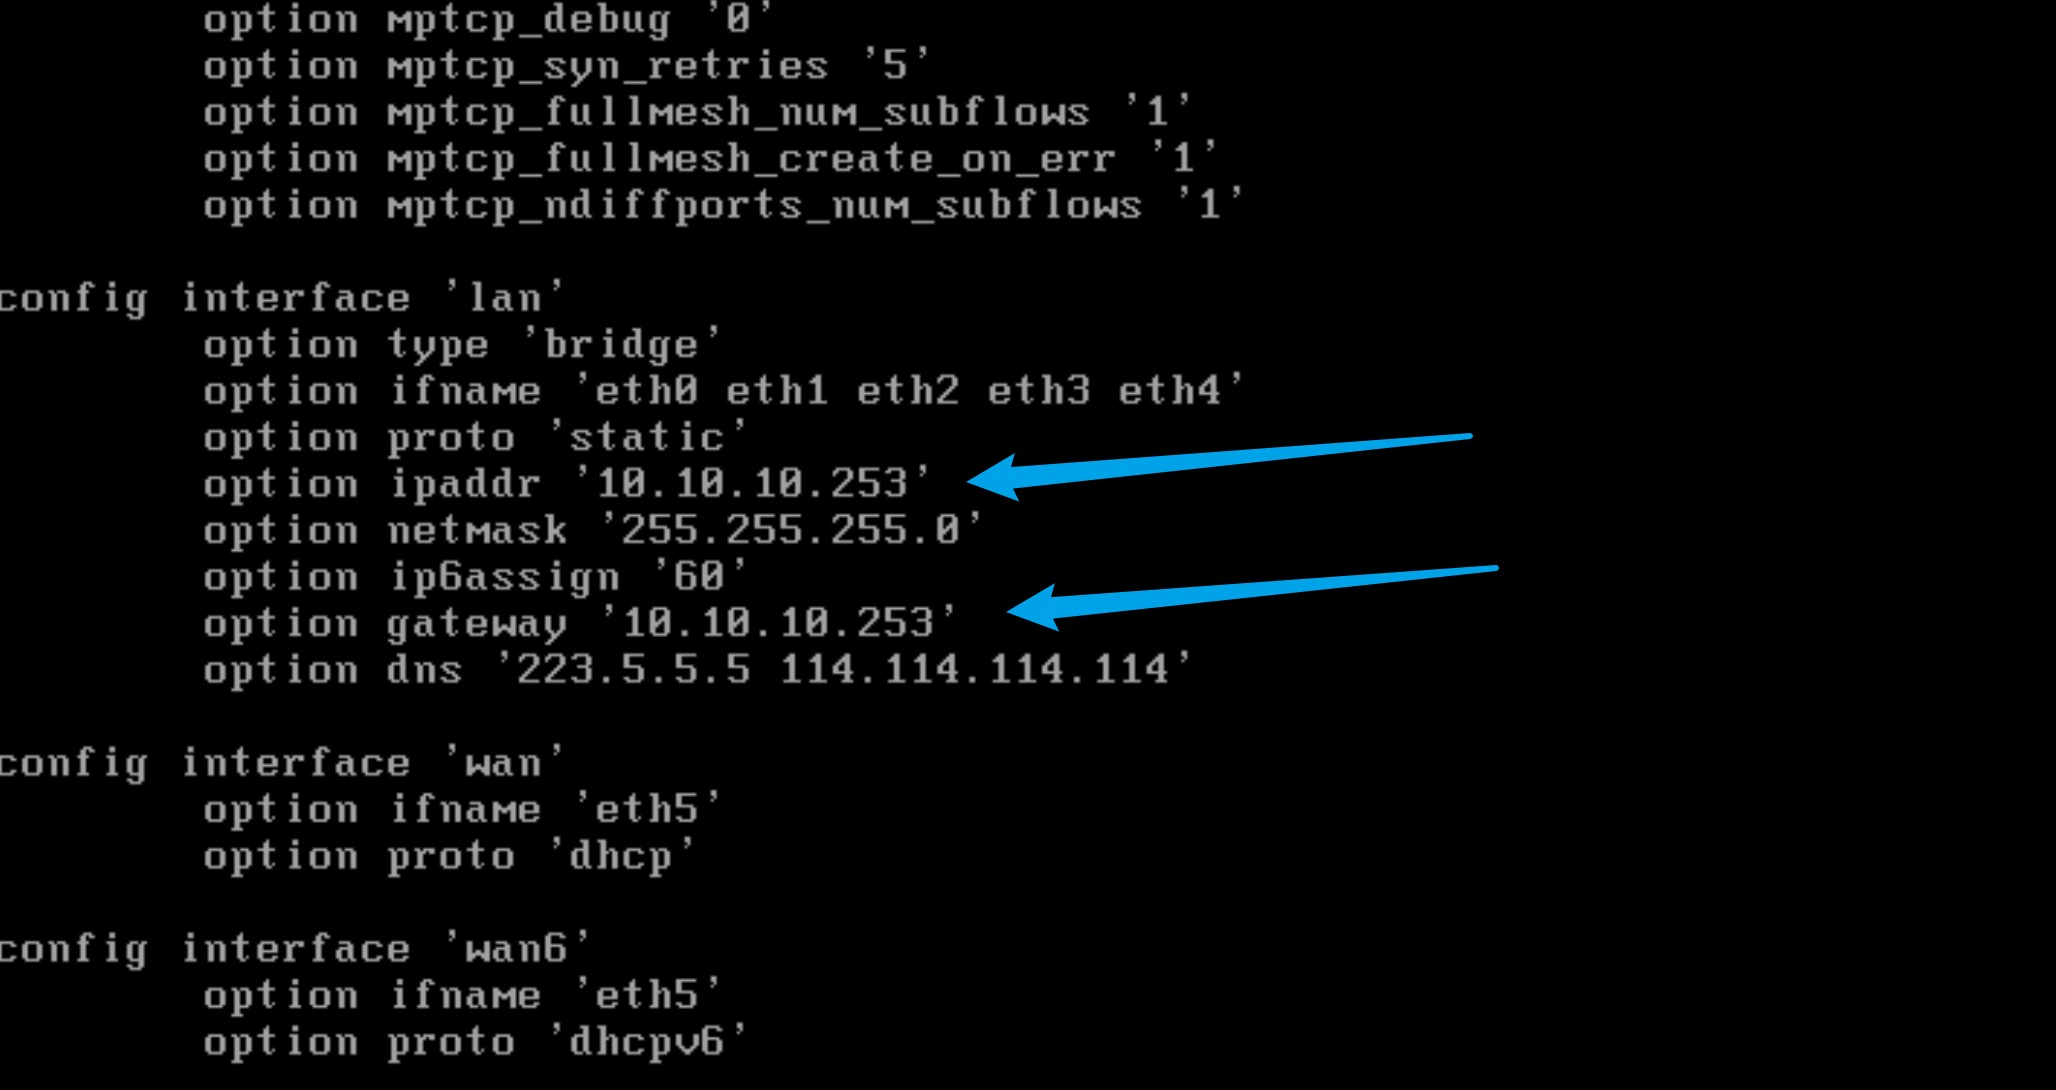 option mptcp_debug '0'
option mptcp_syn_retries '5'
option mptcp_fullmesh_num_subflows '1'
option mptcp_fullmesh_create_on_err '1'
option mptcp_ndiffports_num_subflows '1'
config interface 'lan'
option type 'bridge'
option ifname 'eth0 eth1 eth2 eth3 eth4'
option proto 'static'
option ipaddr '10.10.10.253'
option netmask '255.255.255.0'
option ip6assign '60'
option gateway '10.10.10.253'
option dns '223.5.5.5 114.114.114.114'
config interface 'wan'
option ifname 'eth5'
option proto 'dhcp'
config interface 'wan6'
option ifname 'eth5'
option proto 'dhcpv6'